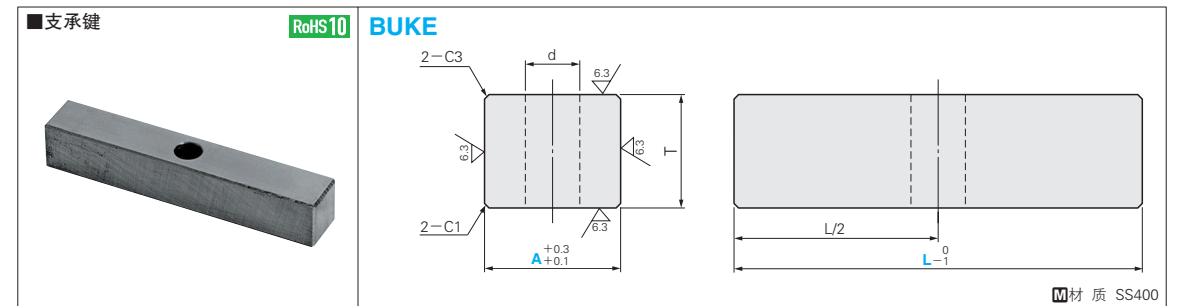 ■支承键
RoHS10
BUKE
2－C3
d
6.3
6.3
6.3
T
2－C1
6.3
A+0.3
+0.1
L/2
L 0
－1
M材 质 SS400